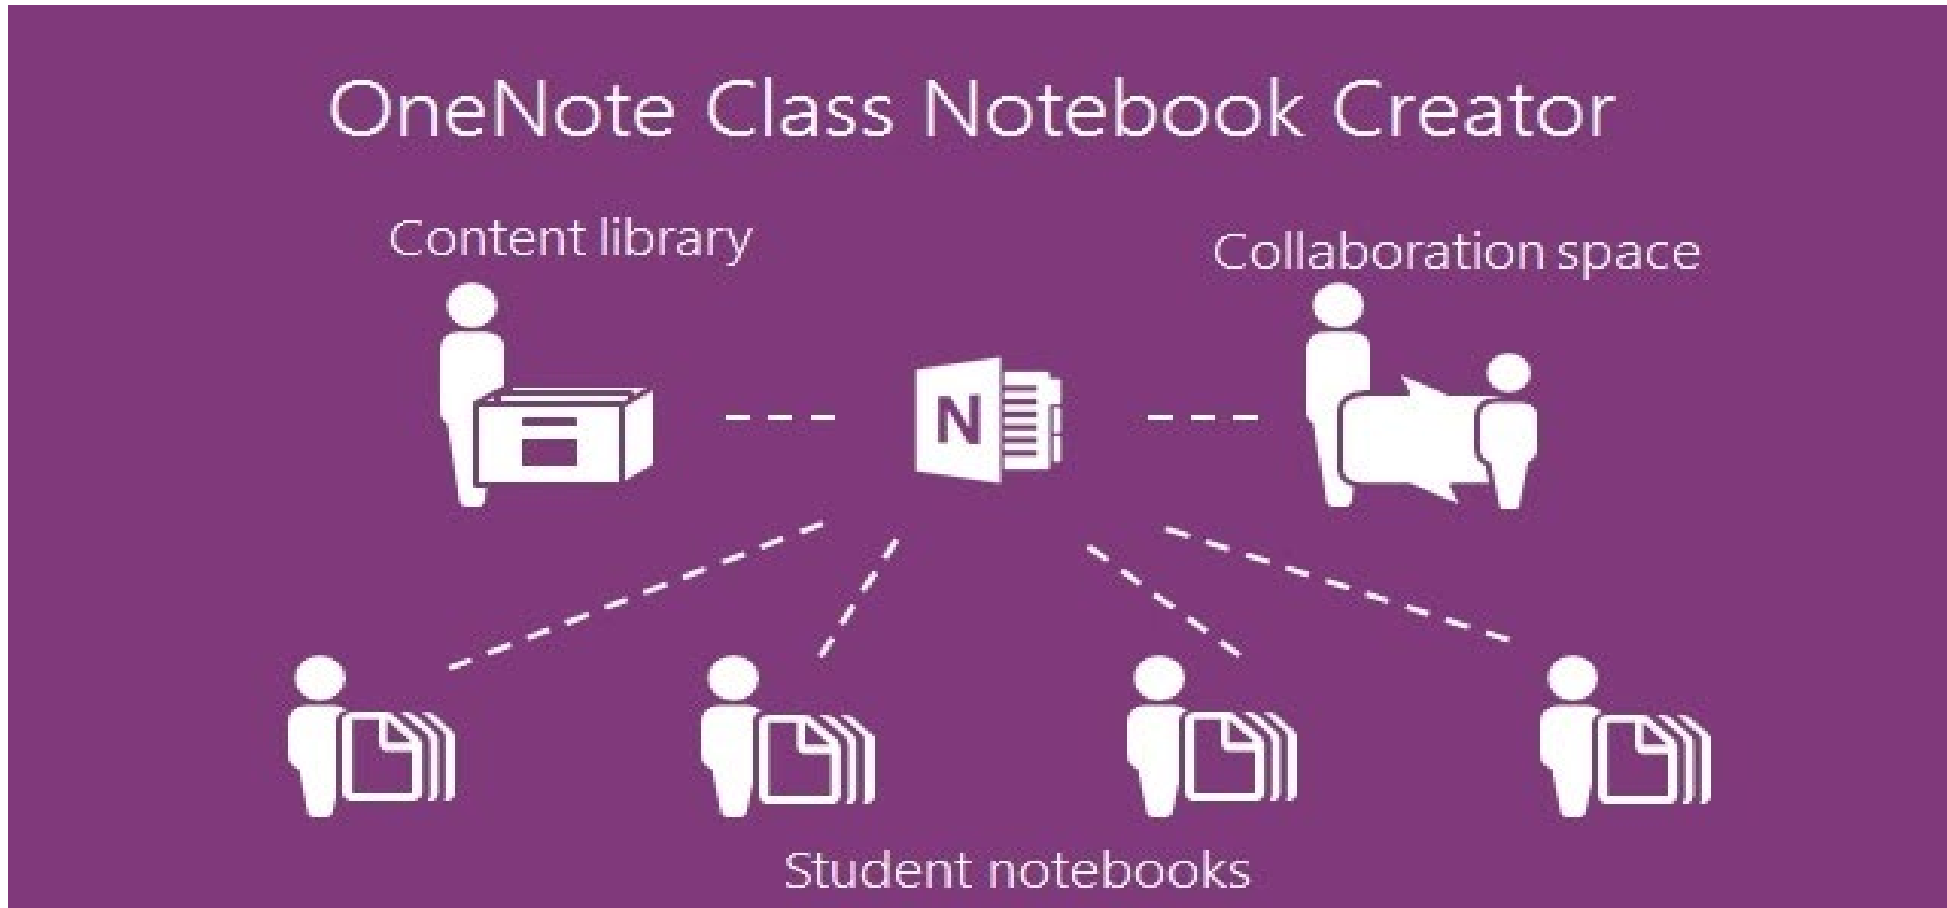 OneNote Class Notebook Creator
Content library
Collaboration space
N
Student notebooks